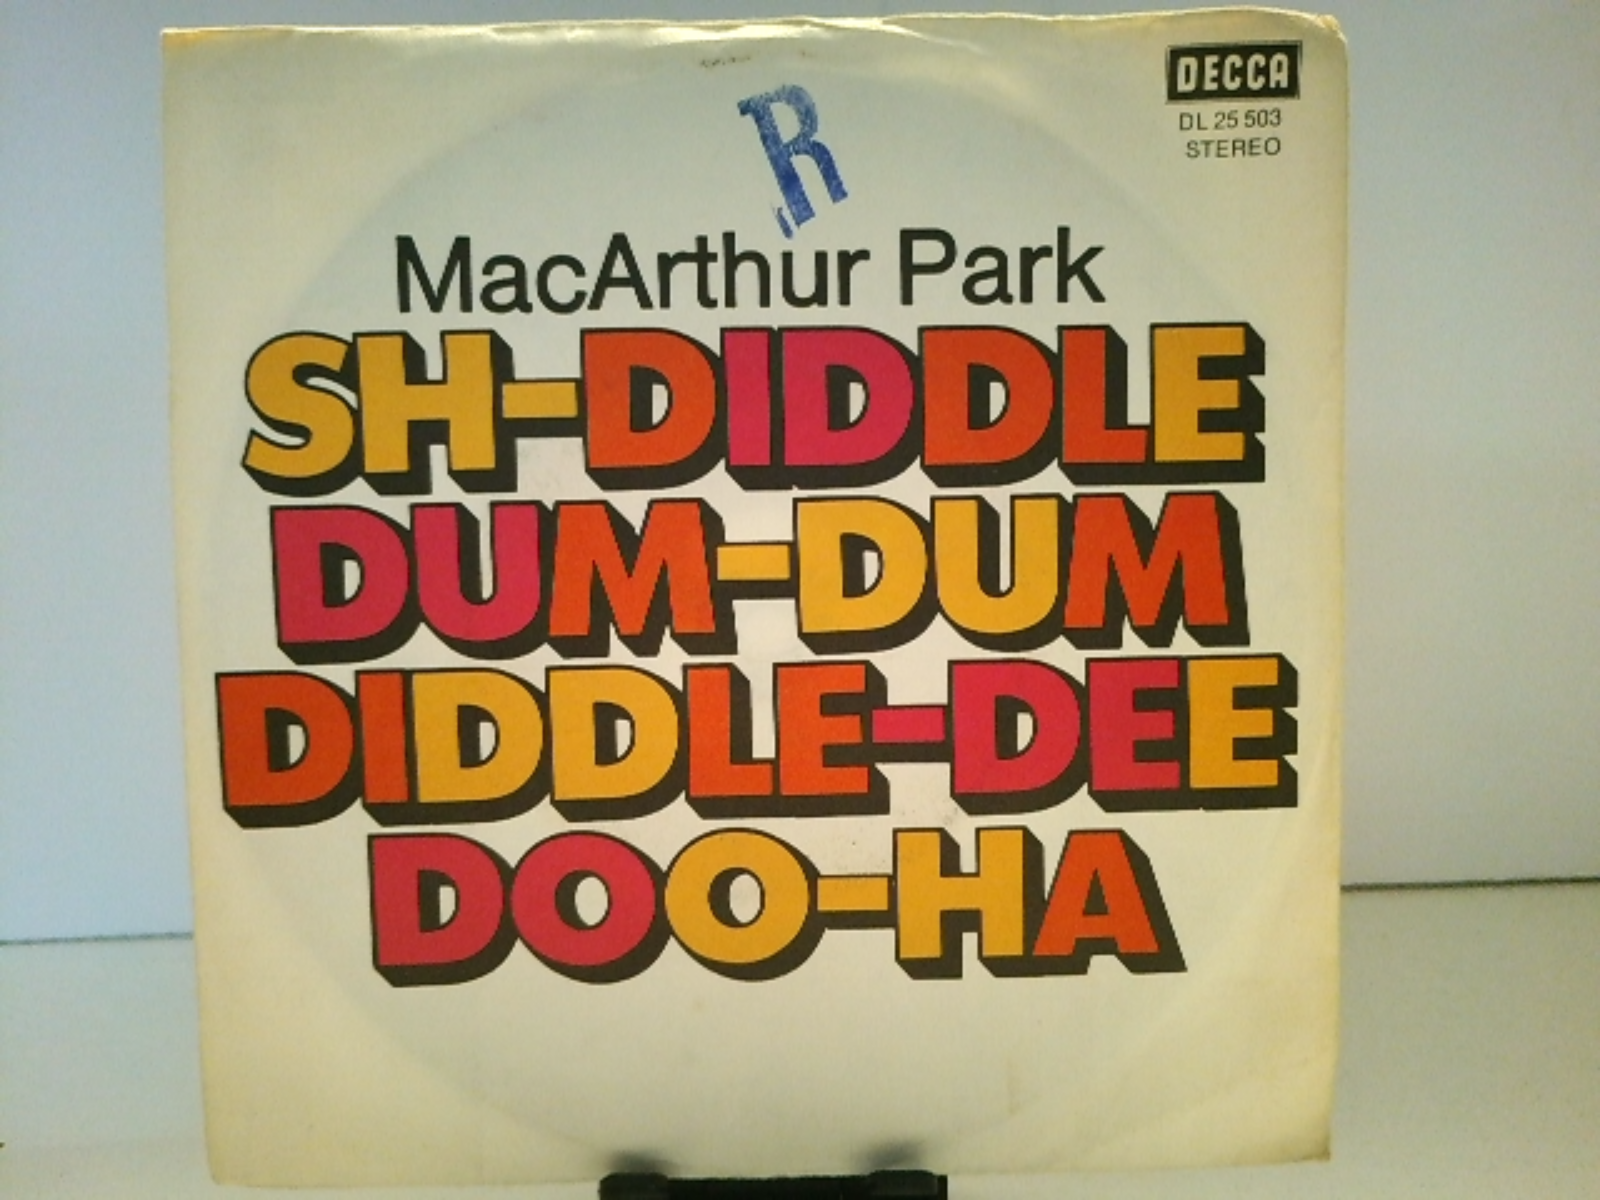 DECCA
DL 25 503
STEREO
R
MacArthur Park
SH-DIDDLE
DUM-DUM
DIDDLE-DEE
DOO-HA